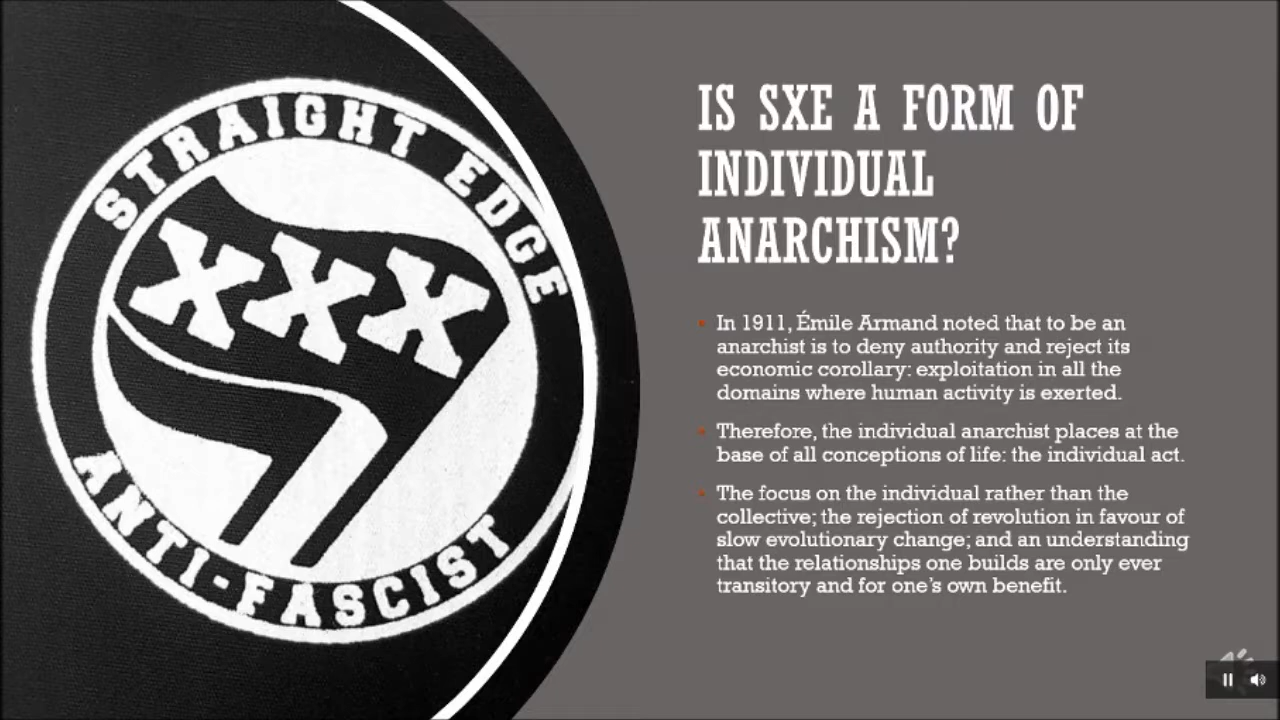 STRAIGHT EDGE
XXX
ANTI-FASCIST
IS SXE A FORM OF
INDIVIDUAL
ANARCHISM?
In 1911, Émile Armand noted that to be an
anarchist is to deny authority and reject its
economic corollary: exploitation in all the
domains where human activity is exerted.
Therefore, the individual anarchist places at the
base of all conceptions of life: the individual act.
The focus on the individual rather than the
collective; the rejection of revolution in favour of
slow evolutionary change; and an understanding
that the relationships one builds are only ever
transitory and for one's own benefit.